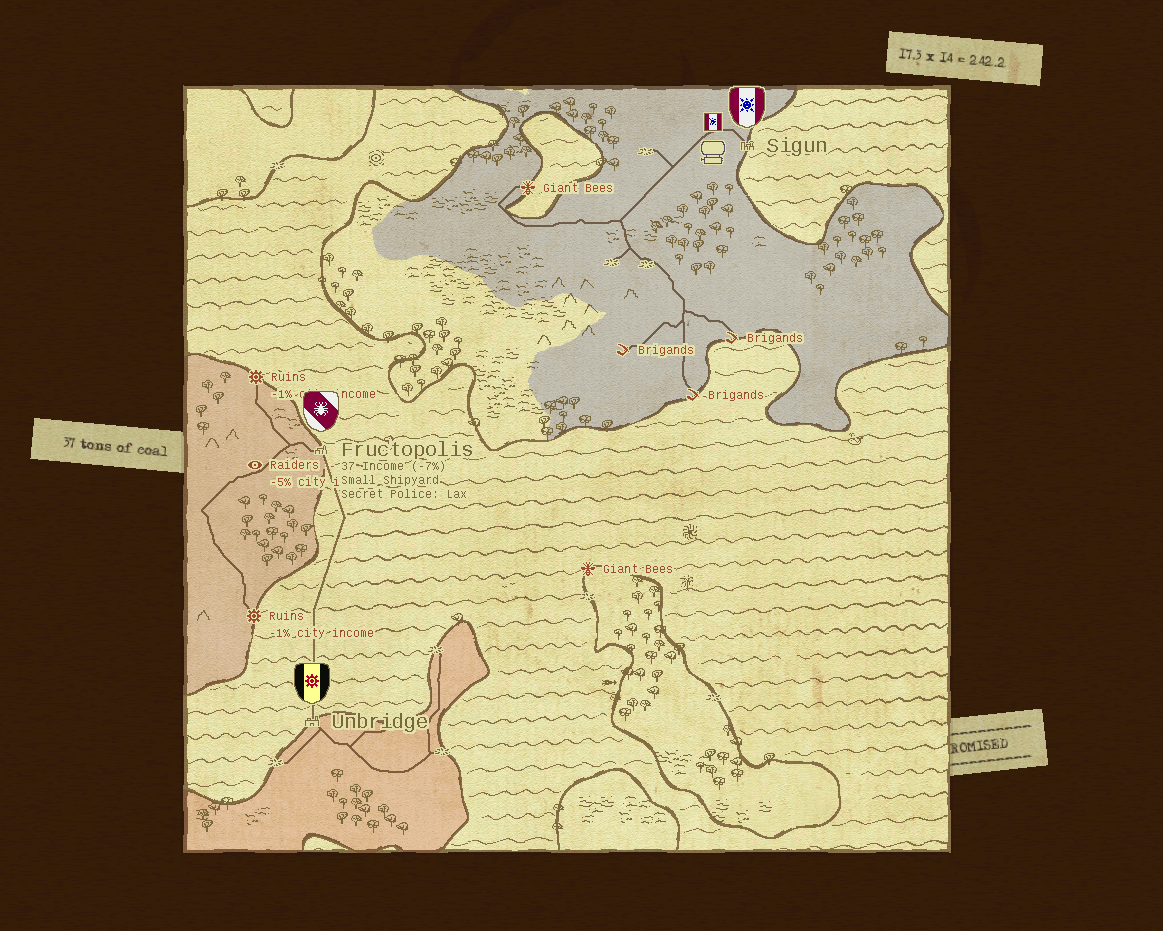 17.3 x 14 = 242.2
Sigun
Giant Bees
Brigands
Brigands
Brigands
Ruins
-1% city income
37 tons of coal
Fructopolis
Raiders
37 Income (-7%)
-5% city i
Small Shipyard
Secret Police: Lax
Giant Bees
Ruins
-1% city income
Unbridge
ROMISED